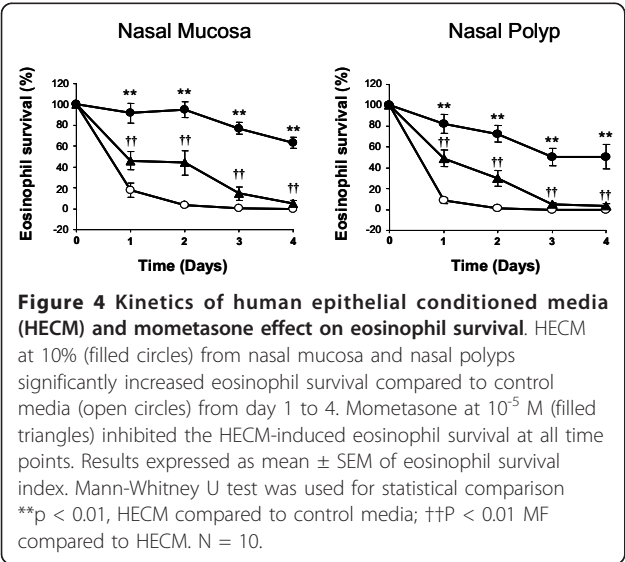 Nasal Mucosa
Nasal Polyp
Eosinophil survival (%)
120
100
80
60
40
20
0
-20
** ** ** **
†† †† †† ††
0 1 2 3 4
Time (Days)
Eosinophil survival (%)
120
100
80
60
40
20
0
-20
** ** ** **
†† †† †† ††
0 1 2 3 4
Time (Days)
Figure 4 Kinetics of human epithelial conditioned media
(HECM) and mometasone effect on eosinophil survival. HECM
at 10% (filled circles) from nasal mucosa and nasal polyps
significantly increased eosinophil survival compared to control
media (open circles) from day 1 to 4. Mometasone at 10⁻⁵ M (filled
triangles) inhibited the HECM-induced eosinophil survival at all time
points. Results expressed as mean ± SEM of eosinophil survival
index. Mann-Whitney U test was used for statistical comparison
**p < 0.01, HECM compared to control media; ††P < 0.01 MF
compared to HECM. N = 10.